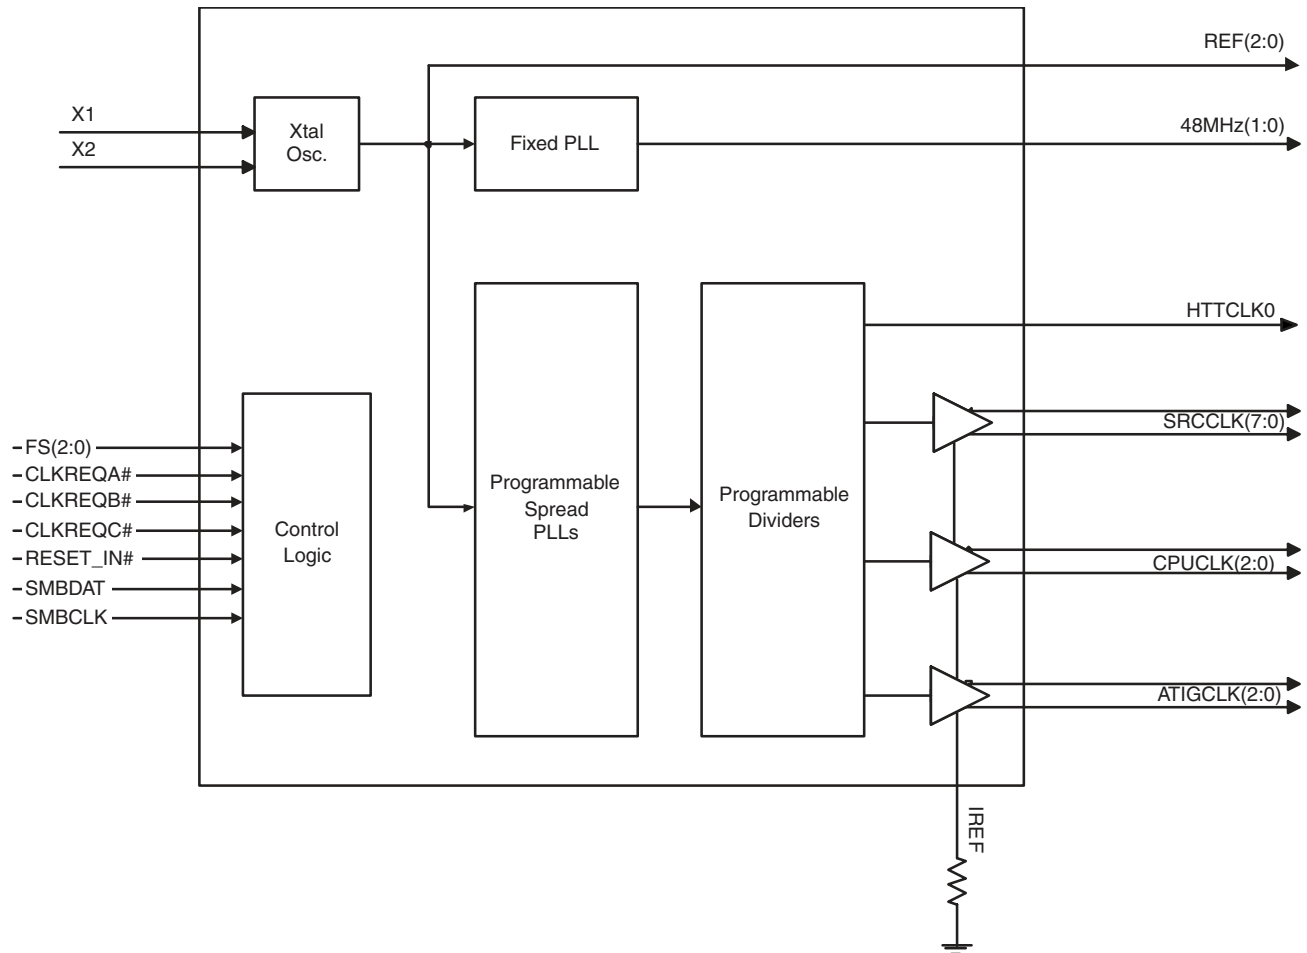 REF(2:0)
X1
Xtal
Osc.
Fixed PLL
48MHz(1:0)
X2
HTTCLK0
SRCCLK(7:0)
FS(2:0)
CLKREQA#
CLKREQB#
CLKREQC#
RESET_IN#
SMBDAT
SMBCLK
Control
Logic
Programmable
Spread
PLLs
Programmable
Dividers
CPUCLK(2:0)
ATIGCLK(2:0)
IREF